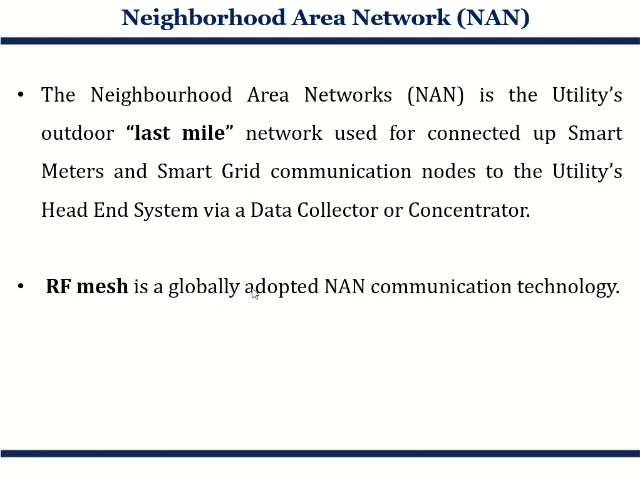 Neighborhood Area Network (NAN)
• The Neighbourhood Area Networks (NAN) is the Utility’s
outdoor “last mile” network used for connected up Smart
Meters and Smart Grid communication nodes to the Utility’s
Head End System via a Data Collector or Concentrator.
• RF mesh is a globally adopted NAN communication technology.